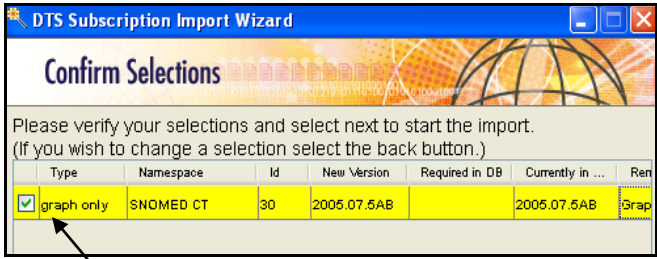 DTS Subscription Import Wizard
Confirm Selections
Please verify your selections and select next to start the import.
(If you wish to change a selection select the back button.)
Type Namespace Id New Version Required in DB Currently in ... Ren
graph only SNOMED CT 30 2005.07.5AB 2005.07.5AB Grap